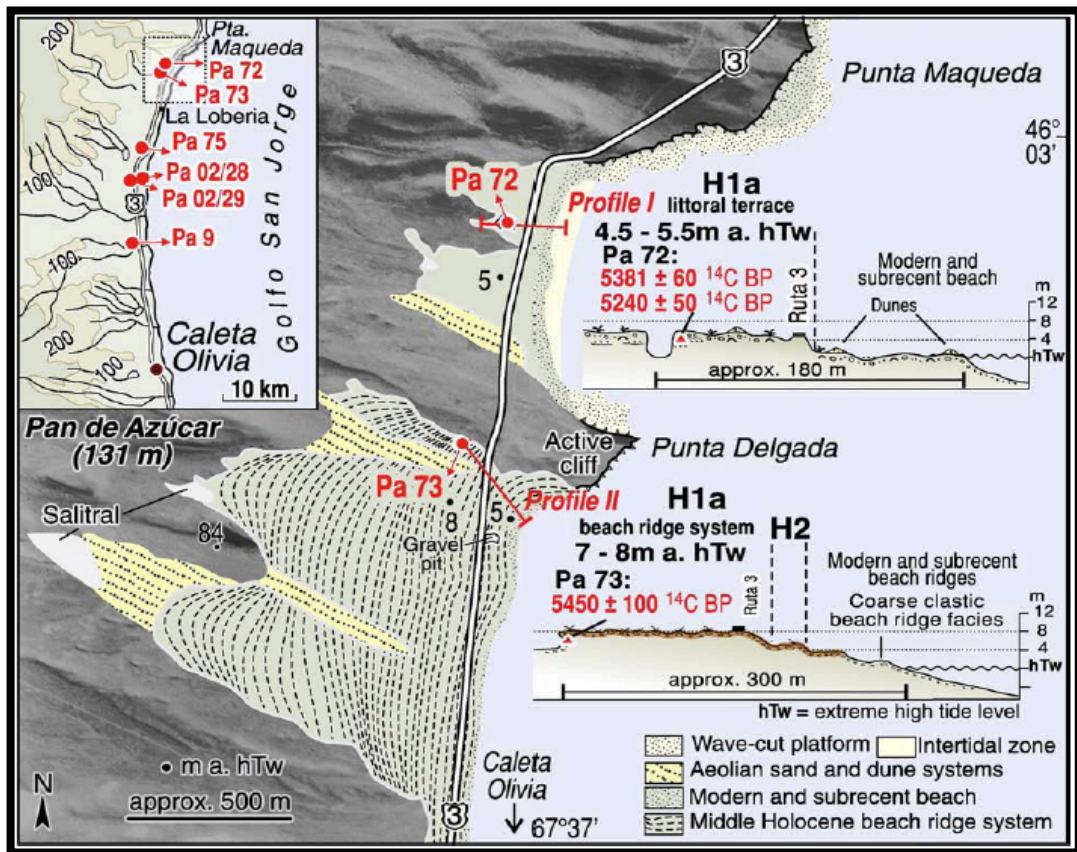 200
100
Pta.
Maqueda
Pa 72
Pa 73
La Loberia
Pa 75
Pa 02/28
Pa 02/29
3
Pa 9
100
100
200
100
Caleta
Olivia
10 km
Golfo San Jorge
3
Punta Maqueda
46°
03'
Pa 72
Profile I
H1a
littoral terrace
4.5 - 5.5m a. hTw
Pa 72:
5381 ± 60 14C BP
5240 ± 50 14C BP
Ruta 3
Modern and
subrecent beach
Dunes
m
12
8
4
hTw
approx. 180 m
5
Pan de Azúcar
(131 m)
Active
cliff
Punta Delgada
Pa 73
Profile II
8
5
Gravel
pit
Salitral
84
H1a
beach ridge system
7 - 8m a. hTw
Pa 73:
5450 ± 100 14C BP
Ruta 3
H2
Modern and subrecent
beach ridges
Coarse clastic
beach ridge facies
m
12
8
4
hTw
approx. 300 m
hTw = extreme high tide level
Wave-cut platform
Intertidal zone
Aeolian sand and dune systems
Modern and subrecent beach
Middle Holocene beach ridge system
N
m a. hTw
approx. 500 m
3
Caleta
Olivia
67°37'